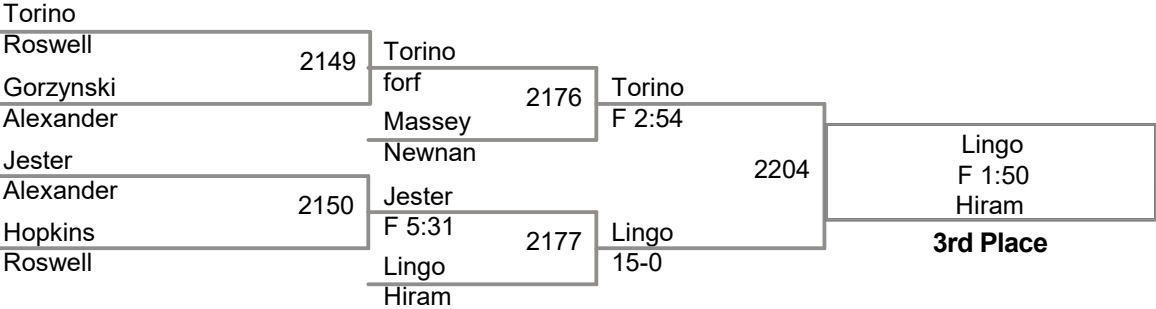 Torino
Roswell
2149
Gorzynski
Alexander
Jester
Alexander
2150
Hopkins
Roswell
Torino
forf
2176
Massey
Newnan
Jester
F 5:31
2177
Lingo
Hiram
Torino
F 2:54
2204
Lingo
15-0
Lingo
F 1:50
Hiram
3rd Place